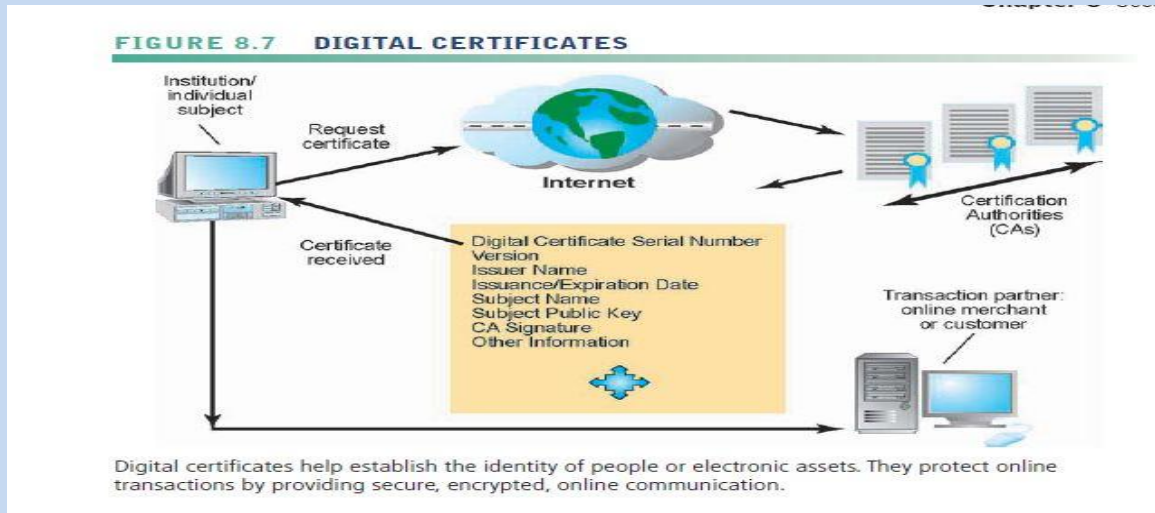 FIGURE 8.7 DIGITAL CERTIFICATES
Institution/
individual
subject
Request
certificate
Internet
Certification
Authorities
(CAs)
Certificate
received
Digital Certificate Serial Number
Version
Issuer Name
Issuance/Expiration Date
Subject Name
Subject Public Key
CA Signature
Other Information
Transaction partner:
online merchant
or customer
Digital certificates help establish the identity of people or electronic assets. They protect online
transactions by providing secure, encrypted, online communication.